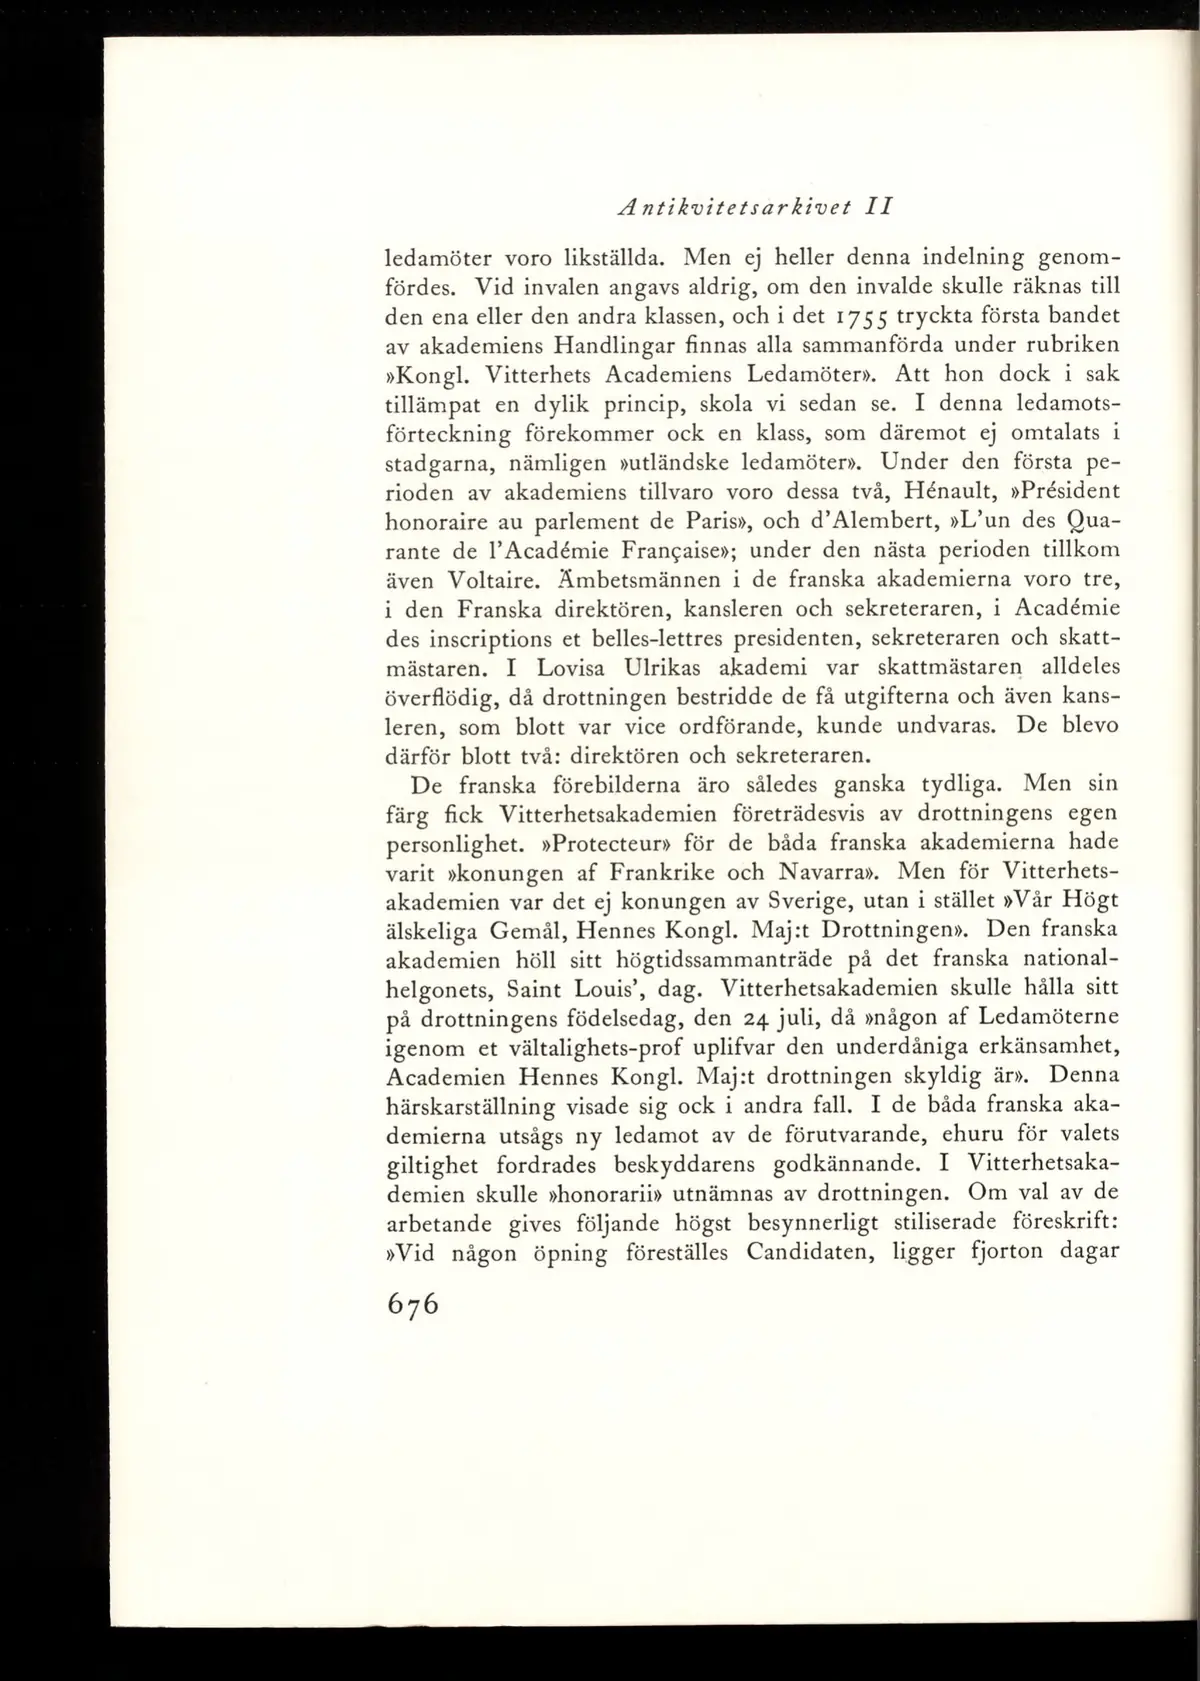 Antikvitetsarkivet II
ledamöter voro likställda. Men ej heller denna indelning genom-
fördes. Vid invalen angavs aldrig, om den invalde skulle räknas till
den ena eller den andra klassen, och i det 1755 tryckta första bandet
av akademiens Handlingar finnas alla sammanförda under rubriken
»Kongl. Vitterhets Academiens Ledamöter». Att hon dock i sak
tillämpat en dylik princip, skola vi sedan se. I denna ledamots-
förteckning förekommer ock en klass, som däremot ej omtalats i
stadgarna, nämligen »utländske ledamöter». Under den första pe-
rioden av akademiens tillvaro voro dessa två, Hénault, »Président
honoraire au parlement de Paris», och d'Alembert, »L'un des Qua-
rante de l'Académie Française»; under den nästa perioden tillkom
även Voltaire. Ämbetsmännen i de franska akademierna voro tre,
i den Franska direktören, kansleren och sekreteraren, i Académie
des inscriptions et belles-lettres presidenten, sekreteraren och skatt-
mästaren. I Lovisa Ulrikas akademi var skattmästaren alldeles
överflödig, då drottningen bestridde de få utgifterna och även kans-
leren, som blott var vice ordförande, kunde undvaras. De blevo
därför blott två: direktören och sekreteraren.
De franska förebilderna äro således ganska tydliga. Men sin
färg fick Vitterhetsakademien företrädesvis av drottningens egen
personlighet. »Protecteur» för de båda franska akademierna hade
varit »konungen af Frankrike och Navarra». Men för Vitterhets-
akademien var det ej konungen av Sverige, utan i stället »Vår Högt
älskeliga Gemål, Hennes Kongl. Maj:t Drottningen». Den franska
akademien höll sitt högtidssammanträde på det franska national-
helgonets, Saint Louis', dag. Vitterhetsakademien skulle hålla sitt
på drottningens födelsedag, den 24 juli, då »någon af Ledamöterne
igenom et vältalighets-prof uplifvar den underdåniga erkänsamhet,
Academien Hennes Kongl. Maj:t drottningen skyldig är». Denna
härskarställning visade sig ock i andra fall. I de båda franska aka-
demierna utsågs ny ledamot av de förutvarande, ehuru för valets
giltighet fordrades beskyddarens godkännande. I Vitterhetsaka-
demien skulle »honorarii» utnämnas av drottningen. Om val av de
arbetande gives följande högst besynnerligt stiliserade föreskrift:
»Vid någon öpning föreställes Candidaten, ligger fjorton dagar
676